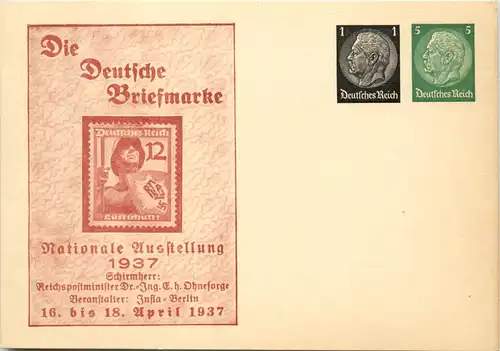 Die
Deutsche
Briefmarke
Deutsches Reich
12
Luftschutz
Nationale Ausstellung
1937
Schirmherr:
Reichspostminister Dr.-Ing. E. h. Ohnesorge
Veranstalter: Insta-Berlin
16. bis 18. April 1937
1 1
Deutsches Reich
5 5
Deutsches Reich